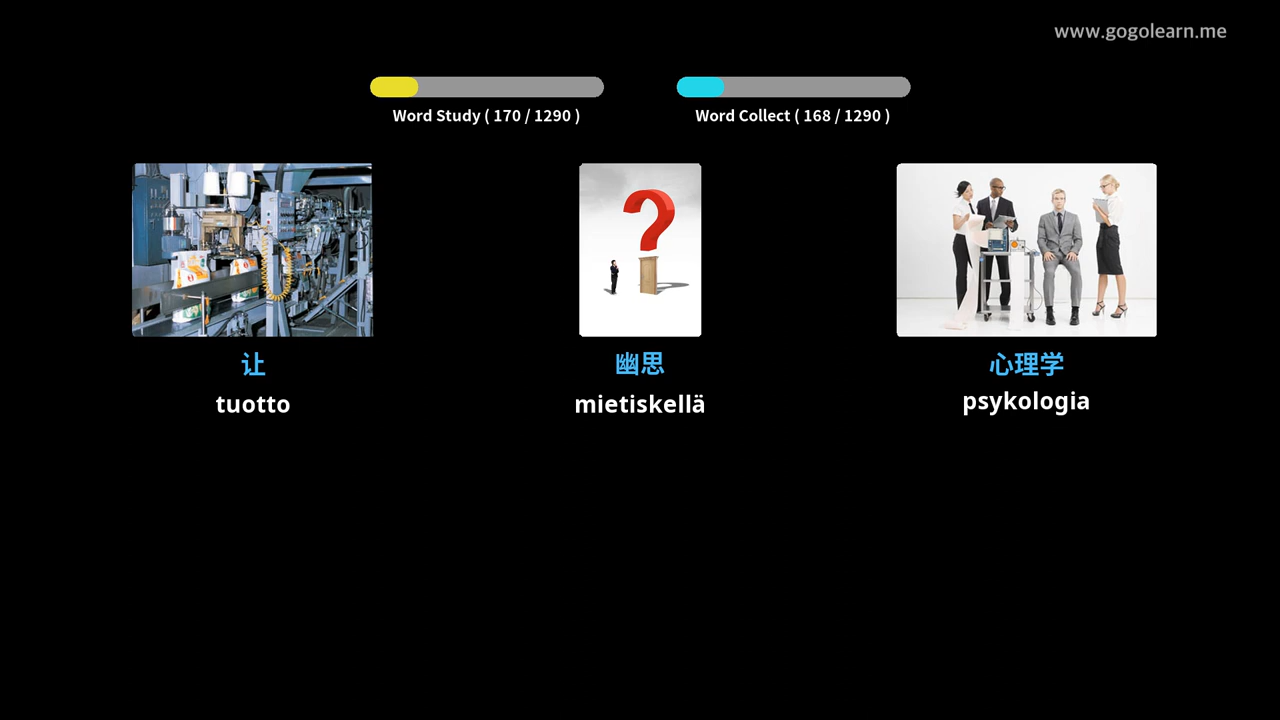 www.gogolearn.me
Word Study ( 170 / 1290 )
Word Collect ( 168 / 1290 )
让
幽思
心理学
tuotto
mietiskellä
psykologia